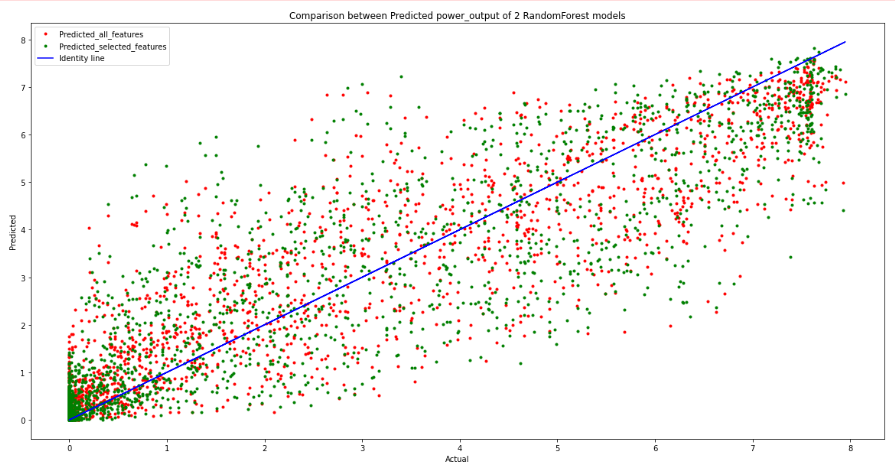 Comparison between Predicted power_output of 2 RandomForest models
Predicted_all_features
Predicted_selected_features
Identity line
8
7
6
5
4
3
2
1
0
Predicted
0 1 2 3 4 5 6 7 8
Actual